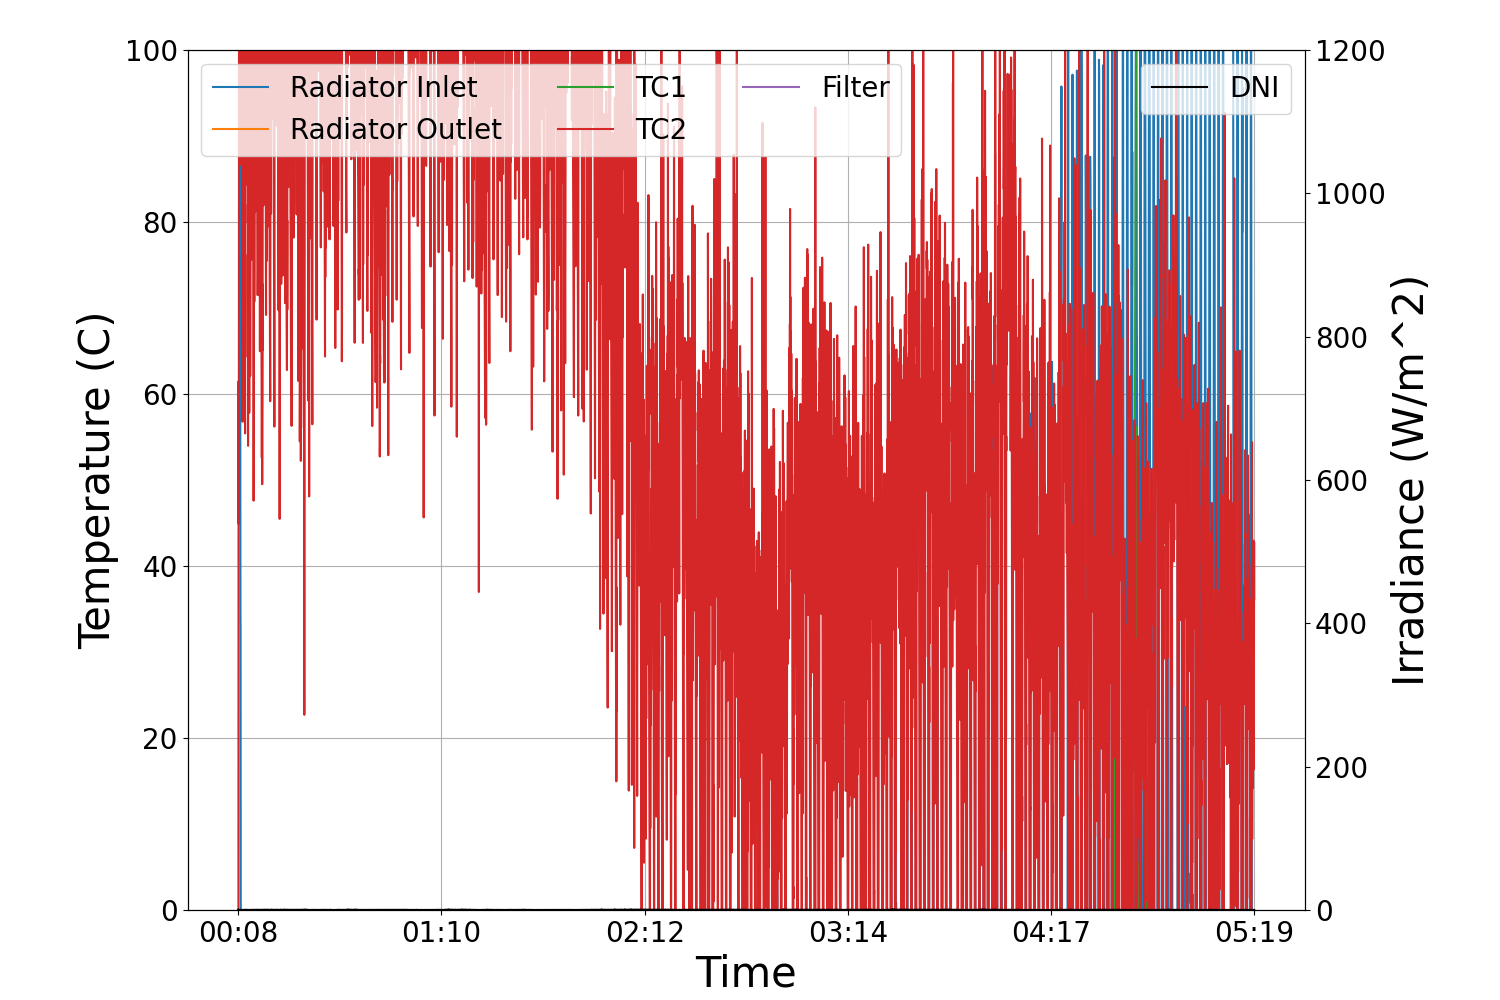 Radiator Inlet
Radiator Outlet
TC1
TC2
Filter
DNI
100
80
60
40
20
0
Temperature (C)
1200
1000
800
600
400
200
0
Irradiance (W/m^2)
00:08 01:10 02:12 03:14 04:17 05:19
Time